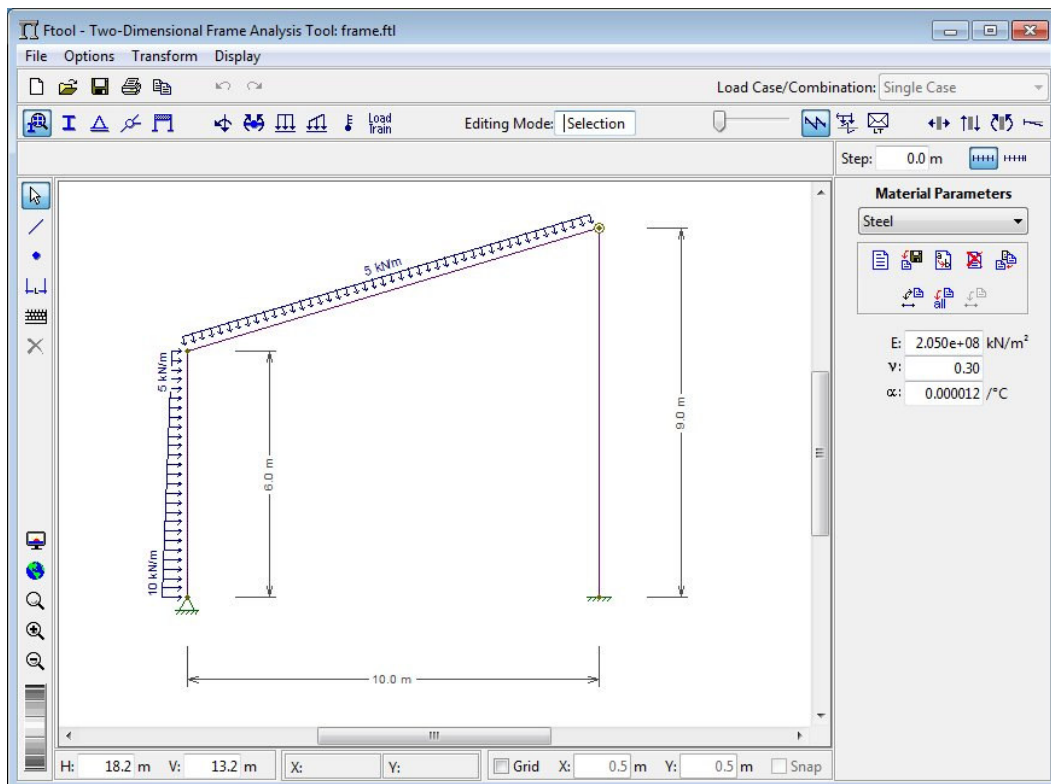 Ftool - Two-Dimensional Frame Analysis Tool: frame.ftl
File Options Transform Display
Load Case/Combination: Single Case
Load Train
Editing Mode: Selection
LT
Step: 0.0 m
Material Parameters
Steel
all
E: 2.050e+08 kN/m²
ν: 0.30
α: 0.000012 /°C
5 kN/m
5 kN/m
10 kN/m
6.0 m
9.0 m
10.0 m
H: 18.2 m V: 13.2 m X: Y: Grid X: 0.5 m Y: 0.5 m Snap